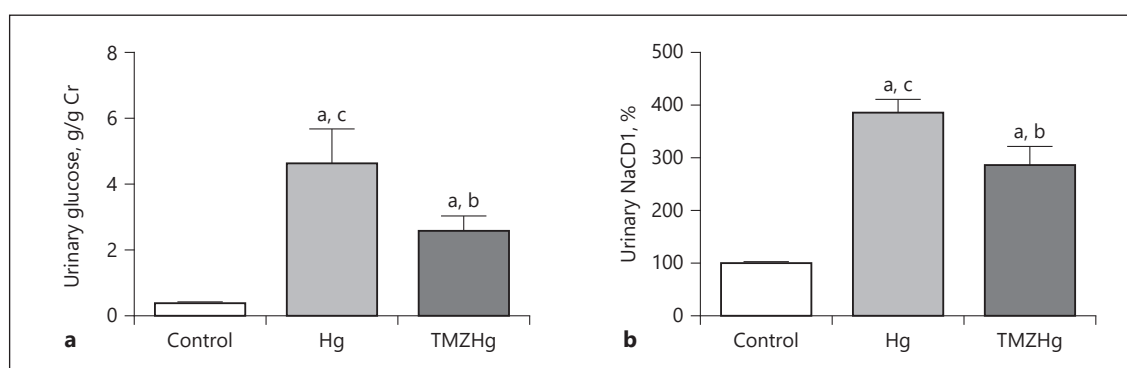 Urinary glucose, g/g Cr
8
6
4
2
0
a, c
a, b
Control
Hg
TMZHg
a
Urinary NaCD1, %
500
400
300
200
100
0
a, c
a, b
Control
Hg
TMZHg
b